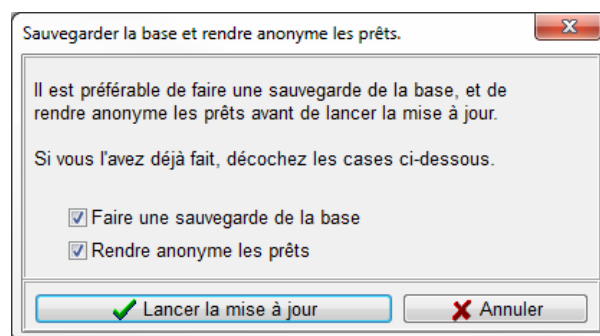 Sauvegarder la base et rendre anonyme les prêts.
Il est préférable de faire une sauvegarde de la base, et de
rendre anonyme les prêts avant de lancer la mise à jour.
Si vous l'avez déjà fait, décochez les cases ci-dessous.
Faire une sauvegarde de la base
Rendre anonyme les prêts
Lancer la mise à jour
Annuler